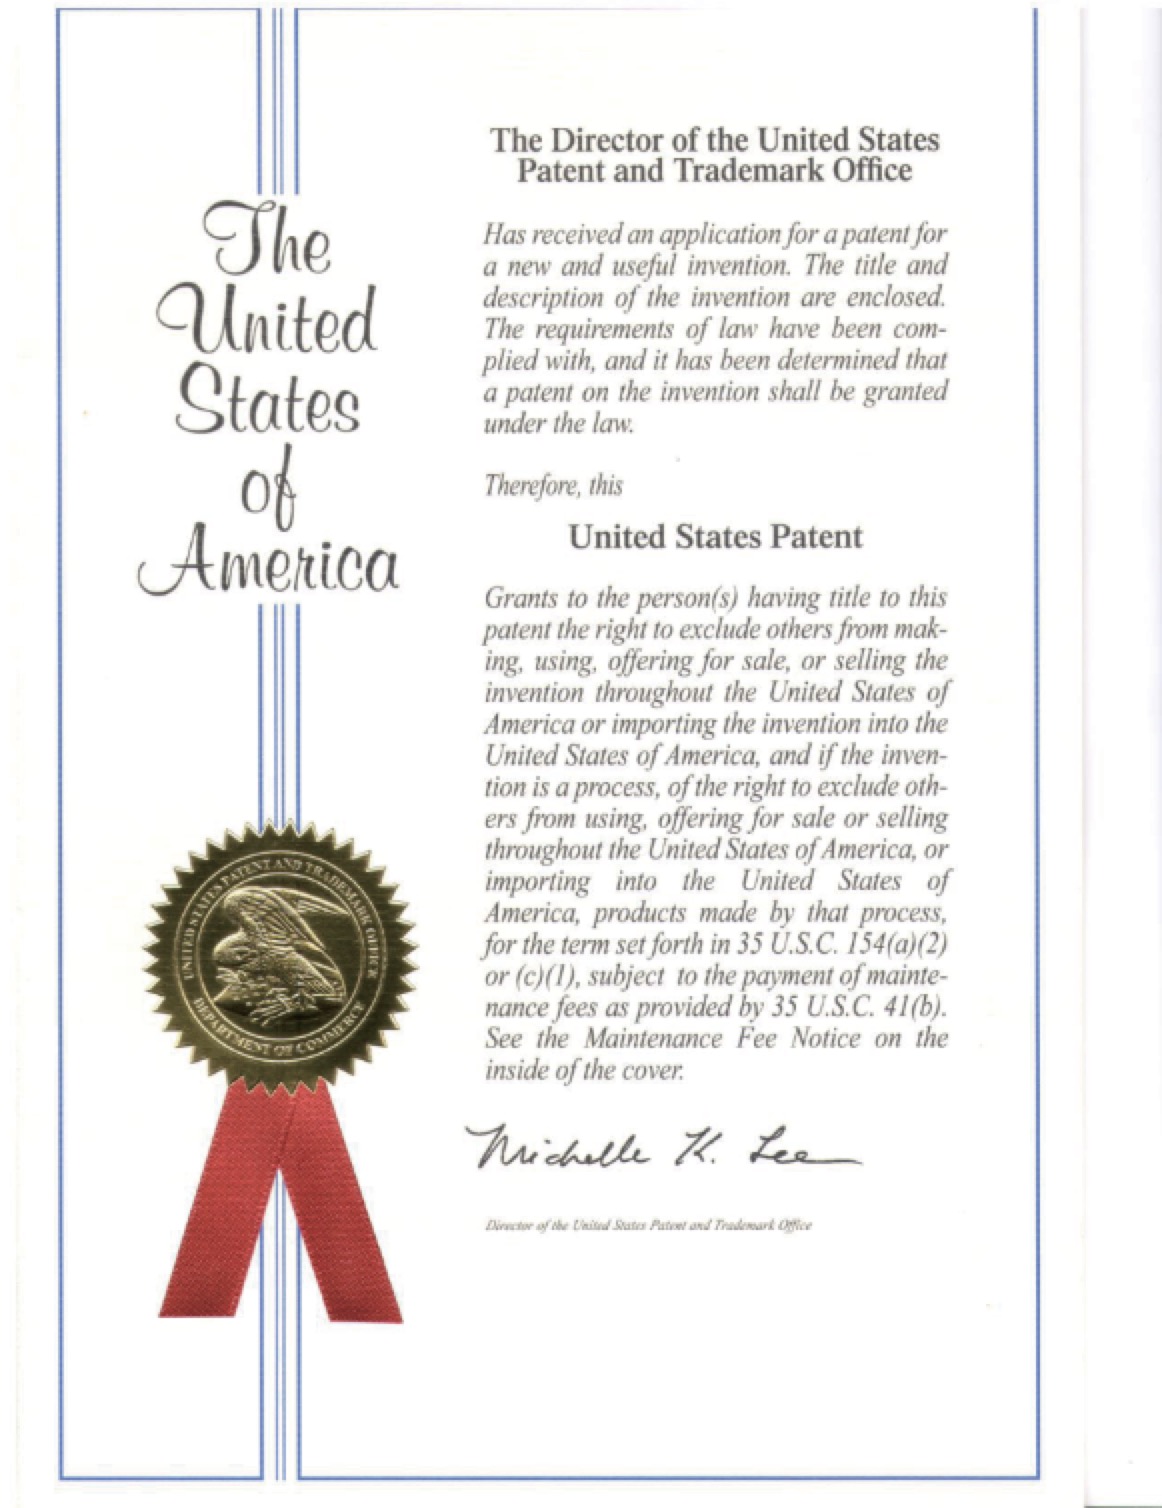 The
United
States
of
America
The Director of the United States
Patent and Trademark Office
Has received an application for a patent for
a new and useful invention. The title and
description of the invention are enclosed.
The requirements of law have been com-
plied with, and it has been determined that
a patent on the invention shall be granted
under the law.
Therefore, this
United States Patent
Grants to the person(s) having title to this
patent the right to exclude others from mak-
ing, using, offering for sale, or selling the
invention throughout the United States of
America or importing the invention into the
United States of America, and if the inven-
tion is a process, of the right to exclude oth-
ers from using, offering for sale or selling
throughout the United States of America, or
importing into the United States of
America, products made by that process,
for the term set forth in 35 U.S.C. 154(a)(2)
or (c)(1), subject to the payment of mainte-
nance fees as provided by 35 U.S.C. 41(b).
See the Maintenance Fee Notice on the
inside of the cover.
Michelle K. Lee
Director of the United States Patent and Trademark Office
UNITED STATES PATENT AND TRADEMARK OFFICE
DEPARTMENT OF COMMERCE